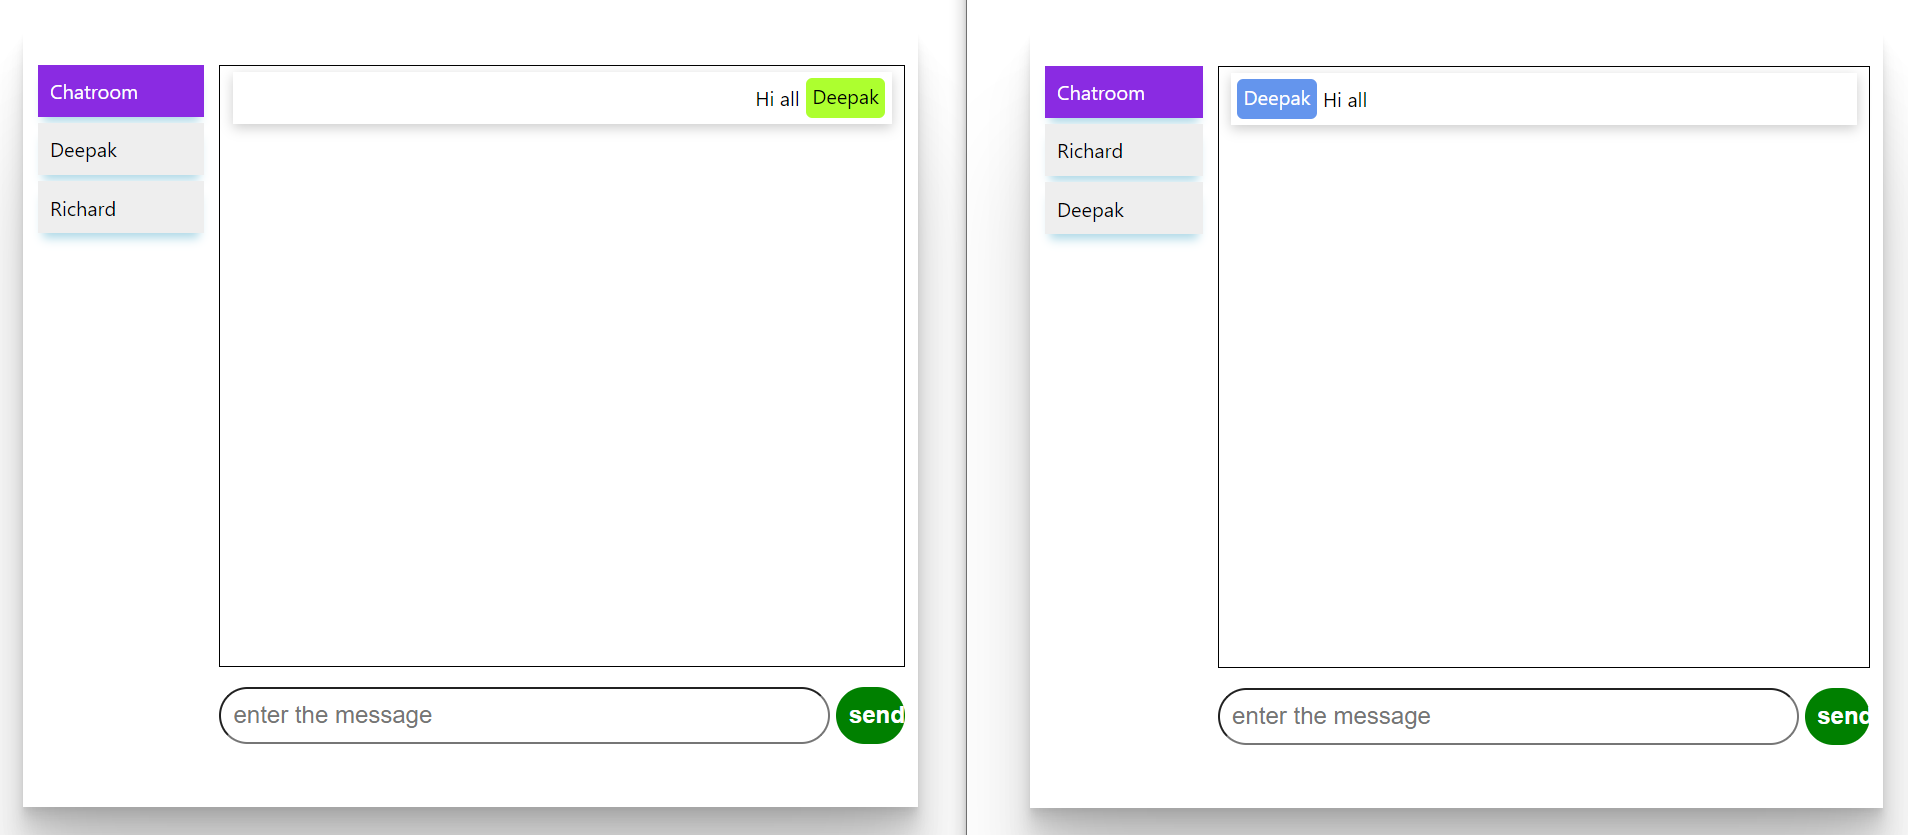 Chatroom
Deepak
Richard
Hi all Deepak
enter the message
send
Chatroom
Richard
Deepak
Deepak Hi all
enter the message
send